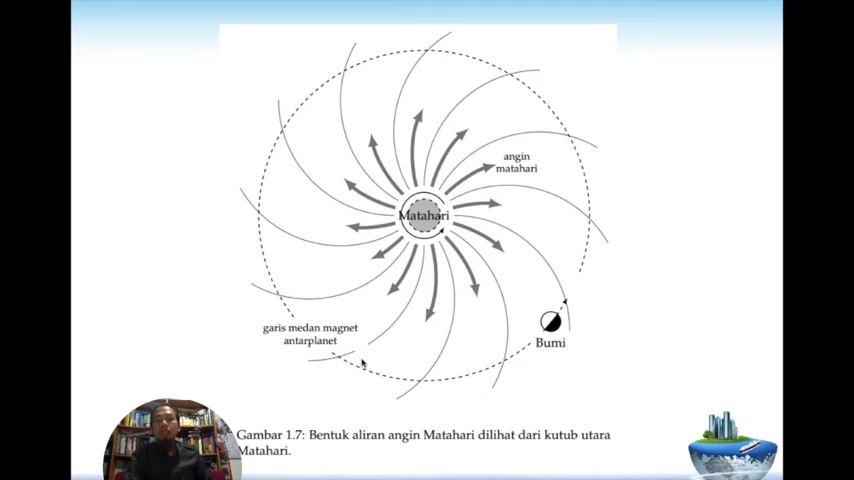 angin
matahari
Matahari
garis medan magnet
antarplanet
Bumi
Gambar 1.7: Bentuk aliran angin Matahari dilihat dari kutub utara
Matahari.